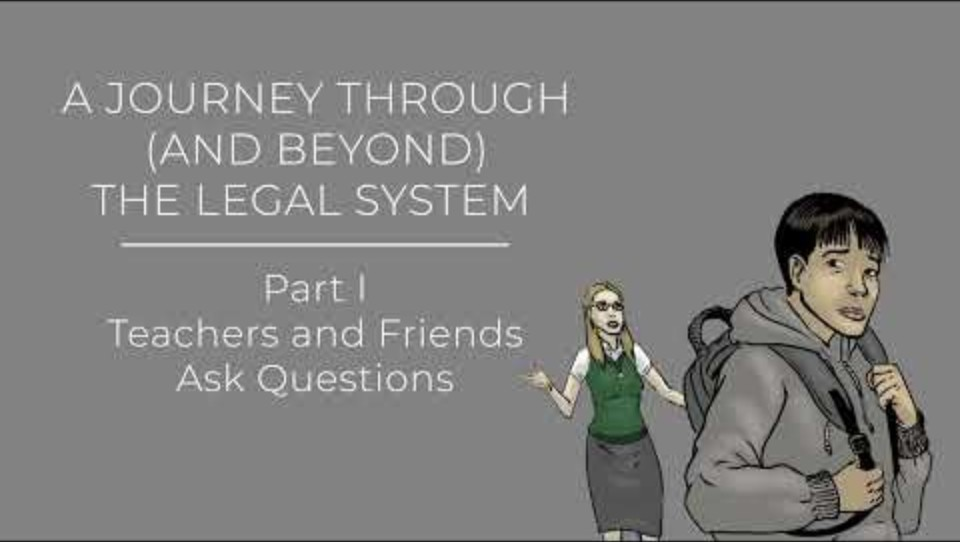 A JOURNEY THROUGH
(AND BEYOND)
THE LEGAL SYSTEM
Part I
Teachers and Friends
Ask Questions